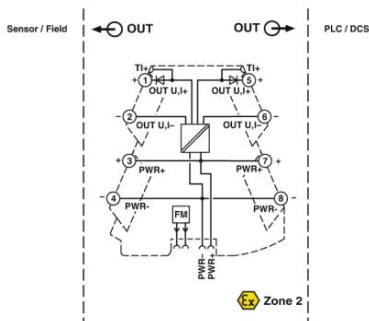 Sensor / Field OUT OUT PLC / DCS
TI+ TI+
+ 1 5 +
OUT U,I+ OUT U,I+
− 2 6 −
OUT U,I− OUT U,I−
+ 3 7 +
PWR+ PWR+
− 4 8 −
PWR- PWR-
FM
PWR-
PWR+
Ex Zone 2